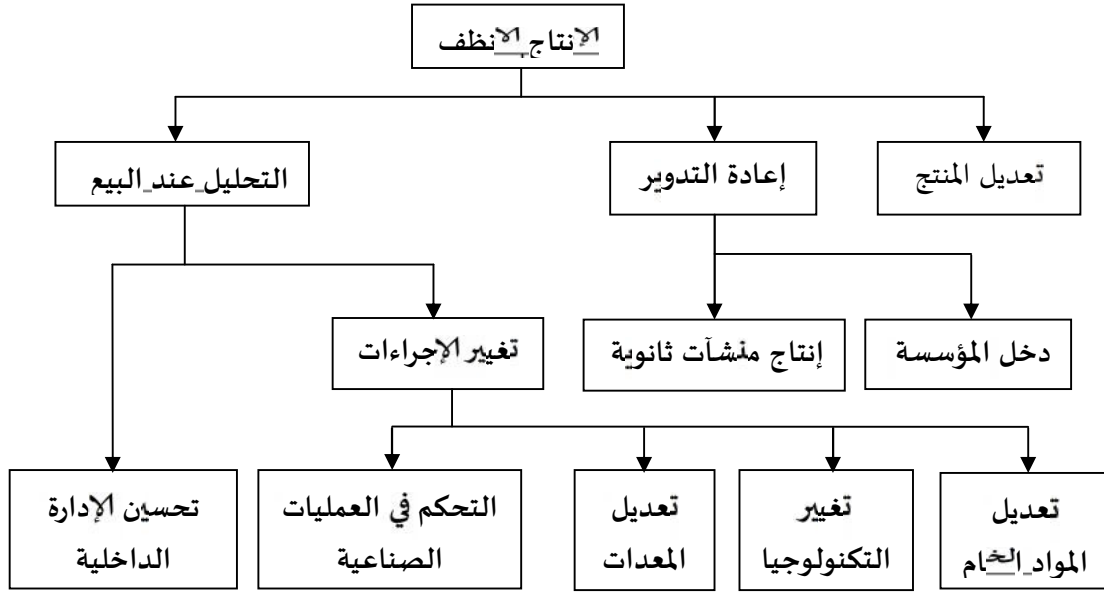 الإنتاج الانظف
تعديل المنتج
إعادة التدوير
التحليل عند البيع
دخل المؤسسة
إنتاج منشآت ثانوية
تغيير الإجراءات
تعديل
المواد الخام
تغيير
التكنولوجيا
تعديل
المعدات
التحكم في العمليات
الصناعية
تحسين الإدارة
الداخلية